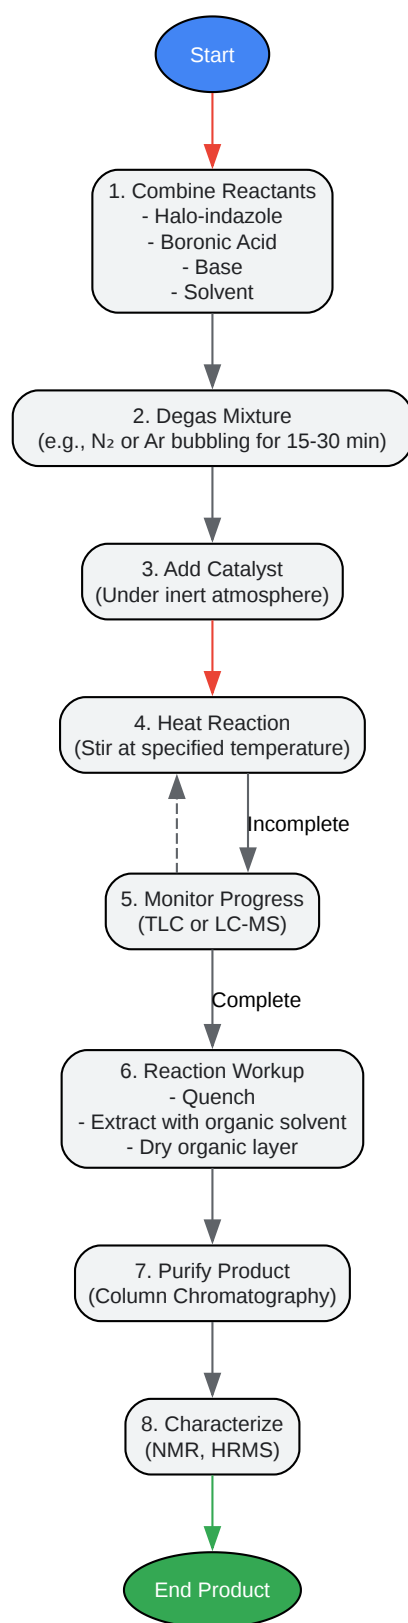 Start
1. Combine Reactants
- Halo-indazole
- Boronic Acid
- Base
- Solvent
2. Degas Mixture
(e.g., N₂ or Ar bubbling for 15-30 min)
3. Add Catalyst
(Under inert atmosphere)
4. Heat Reaction
(Stir at specified temperature)
Incomplete
5. Monitor Progress
(TLC or LC-MS)
Complete
6. Reaction Workup
- Quench
- Extract with organic solvent
- Dry organic layer
7. Purify Product
(Column Chromatography)
8. Characterize
(NMR, HRMS)
End Product